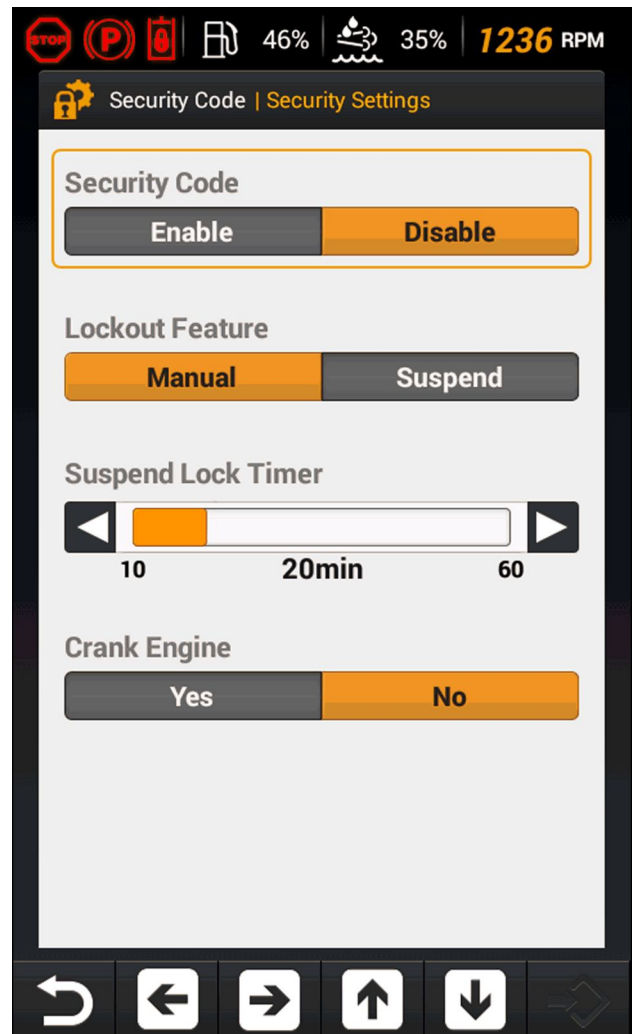 STOP P 46% 35% 1236 RPM
Security Code | Security Settings
Security Code
Enable Disable
Lockout Feature
Manual Suspend
Suspend Lock Timer
10 20min 60
Crank Engine
Yes No